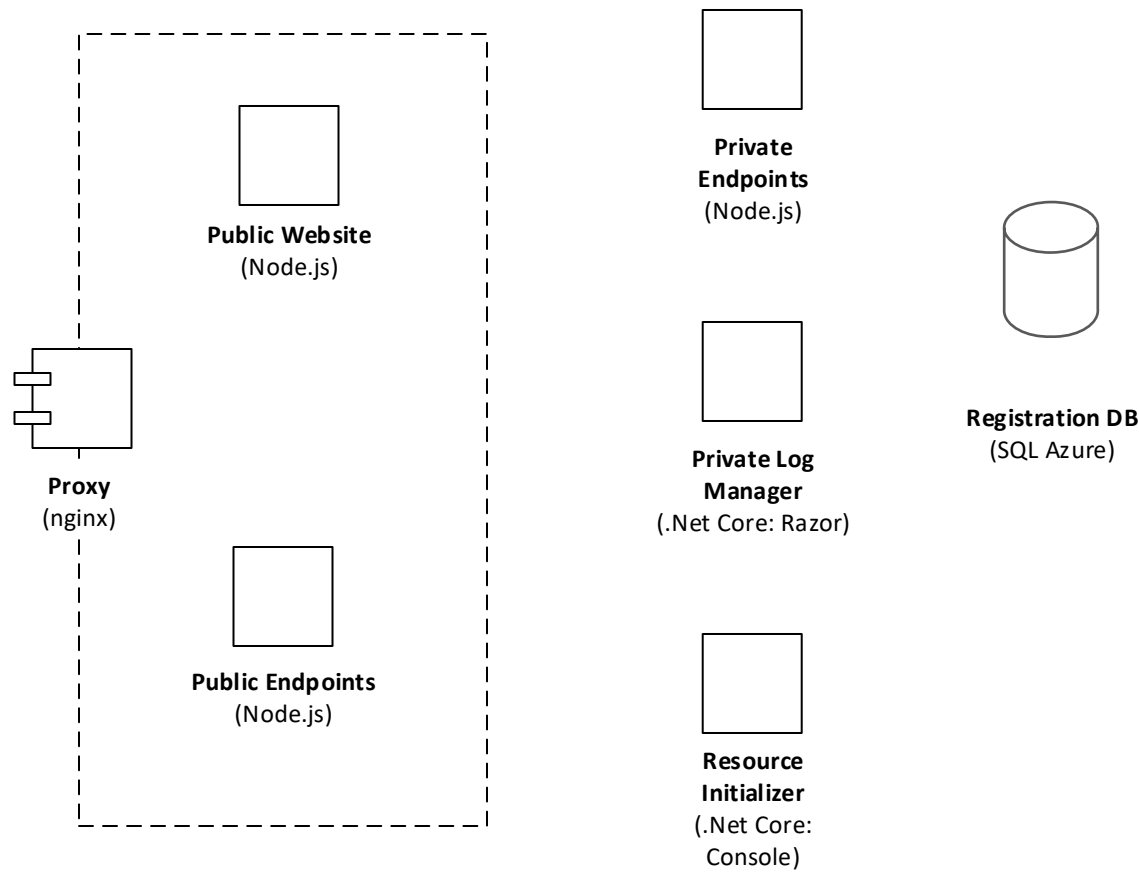 Public Website
(Node.js)
Proxy
(nginx)
Public Endpoints
(Node.js)
Private
Endpoints
(Node.js)
Private Log
Manager
(.Net Core: Razor)
Resource
Initializer
(.Net Core:
Console)
Registration DB
(SQL Azure)